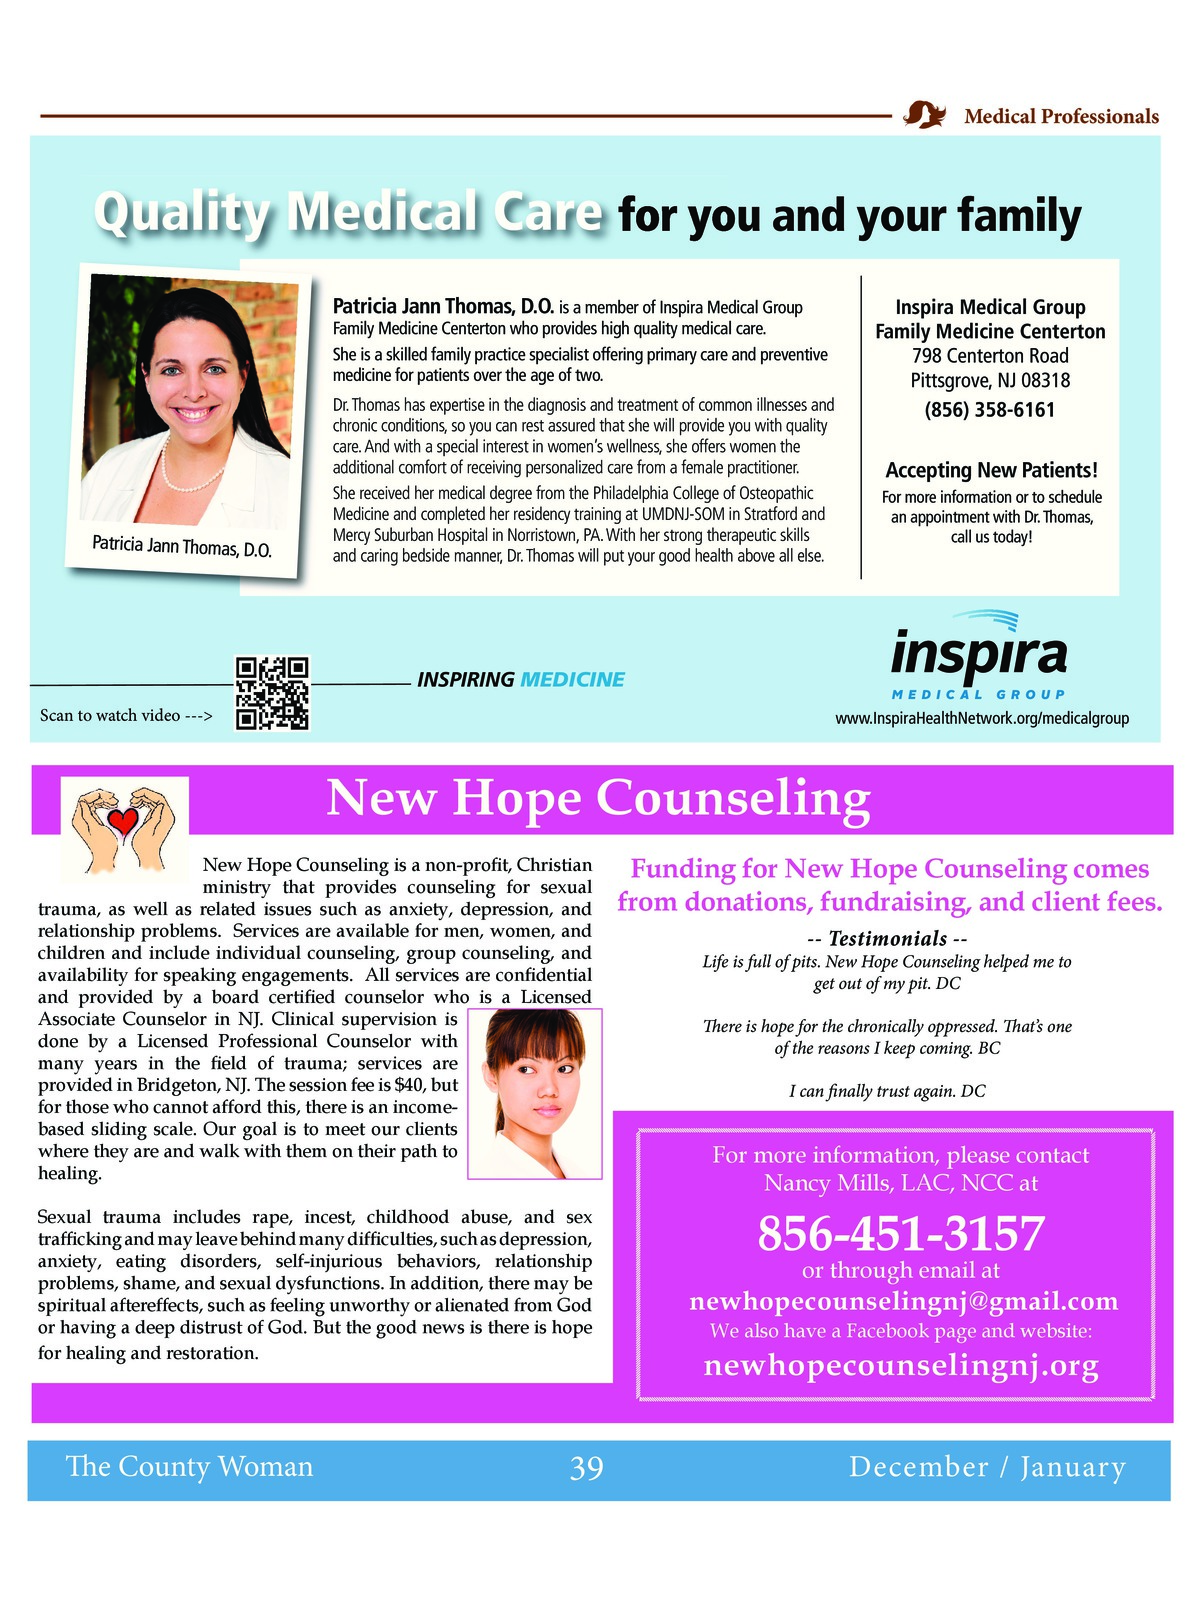 Medical Professionals
Quality Medical Care for you and your family
Patricia Jann Thomas, D.O.
Patricia Jann Thomas, D.O. is a member of Inspira Medical Group
Family Medicine Centerton who provides high quality medical care.
She is a skilled family practice specialist offering primary care and preventive
medicine for patients over the age of two.
Dr. Thomas has expertise in the diagnosis and treatment of common illnesses and
chronic conditions, so you can rest assured that she will provide you with quality
care. And with a special interest in women's wellness, she offers women the
additional comfort of receiving personalized care from a female practitioner.
She received her medical degree from the Philadelphia College of Osteopathic
Medicine and completed her residency training at UMDNJ-SOM in Stratford and
Mercy Suburban Hospital in Norristown, PA. With her strong therapeutic skills
and caring bedside manner, Dr. Thomas will put your good health above all else.
Inspira Medical Group
Family Medicine Centerton
798 Centerton Road
Pittsgrove, NJ 08318
(856) 358-6161
Accepting New Patients!
For more information or to schedule
an appointment with Dr. Thomas,
call us today!
Scan to watch video --->
INSPIRING MEDICINE
inspira
MEDICAL GROUP
www.InspiraHealthNetwork.org/medicalgroup
New Hope Counseling
New Hope Counseling is a non-profit, Christian
ministry that provides counseling for sexual
trauma, as well as related issues such as anxiety, depression, and
relationship problems. Services are available for men, women, and
children and include individual counseling, group counseling, and
availability for speaking engagements. All services are confidential
and provided by a board certified counselor who is a Licensed
Associate Counselor in NJ. Clinical supervision is
done by a Licensed Professional Counselor with
many years in the field of trauma; services are
provided in Bridgeton, NJ. The session fee is $40, but
for those who cannot afford this, there is an income-
based sliding scale. Our goal is to meet our clients
where they are and walk with them on their path to
healing.
Sexual trauma includes rape, incest, childhood abuse, and sex
trafficking and may leave behind many difficulties, such as depression,
anxiety, eating disorders, self-injurious behaviors, relationship
problems, shame, and sexual dysfunctions. In addition, there may be
spiritual aftereffects, such as feeling unworthy or alienated from God
or having a deep distrust of God. But the good news is there is hope
for healing and restoration.
Funding for New Hope Counseling comes
from donations, fundraising, and client fees.
-- Testimonials --
Life is full of pits. New Hope Counseling helped me to
get out of my pit. DC
There is hope for the chronically oppressed. That's one
of the reasons I keep coming. BC
I can finally trust again. DC
For more information, please contact
Nancy Mills, LAC, NCC at
856-451-3157
or through email at
newhopecounselingnj@gmail.com
We also have a Facebook page and website:
newhopecounselingnj.org
The County Woman
39
December / January